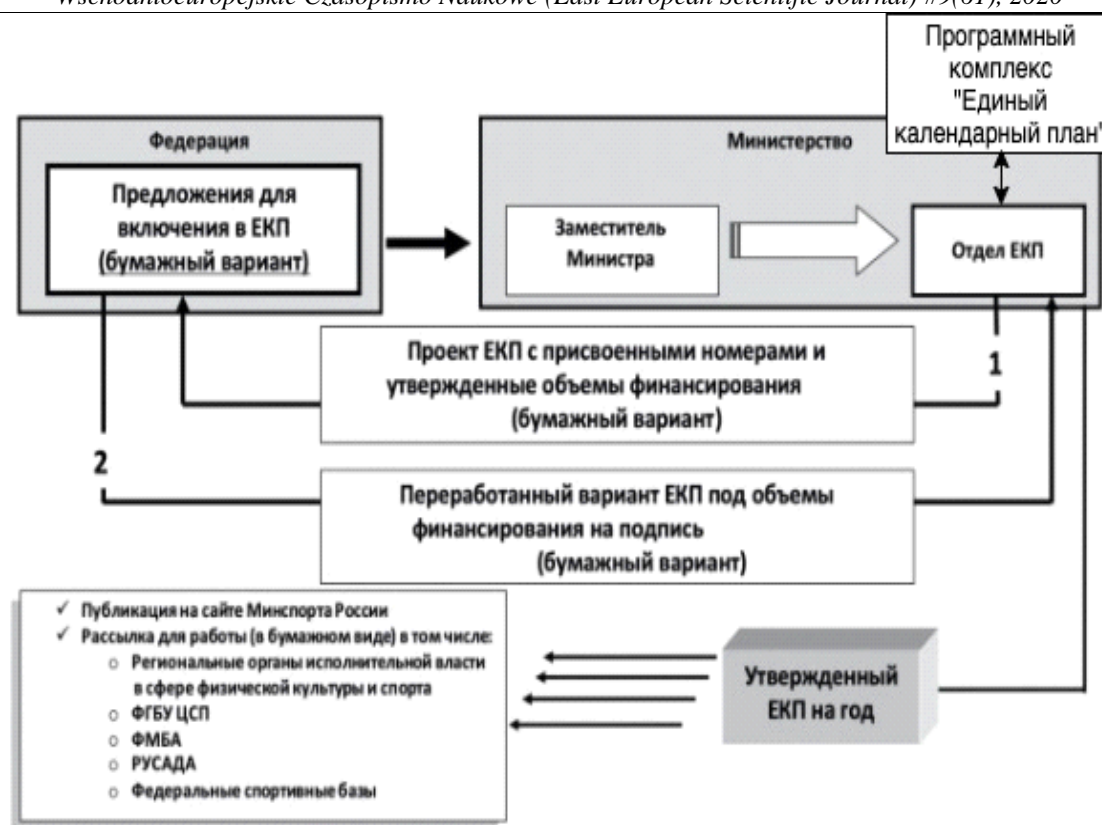 Wschodnioeuropejskie Czasopismo Naukowe (East European Scientific Journal) #9(61), 2020
Программный
комплекс
"Единый
календарный план"
Федерация
Предложения для
включения в ЕКП
(бумажный вариант)
Министерство
Заместитель
Министра
Отдел ЕКП
Проект ЕКП с присвоенными номерами и
утвержденные объемы финансирования
(бумажный вариант)
1
2
Переработанный вариант ЕКП под объемы
финансирования на подпись
(бумажный вариант)
✓ Публикация на сайте Минспорта России
✓ Рассылка для работы (в бумажном виде) в том числе:
o Региональные органы исполнительной власти
в сфере физической культуры и спорта
o ФГБУ ЦСП
o ФМБА
o РУСАДА
o Федеральные спортивные базы
Утвержденный
ЕКП на год